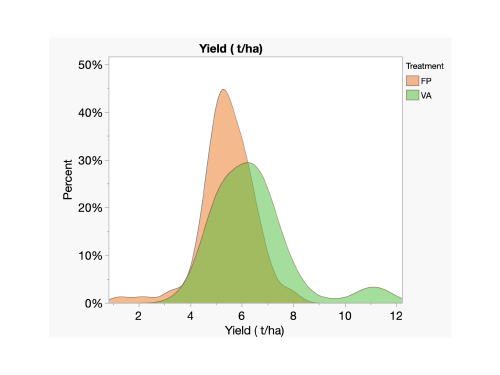 Yield ( t/ha)
Treatment
FP
VA
Percent
50%
40%
30%
20%
10%
0%
2 4 6 8 10 12
Yield ( t/ha)